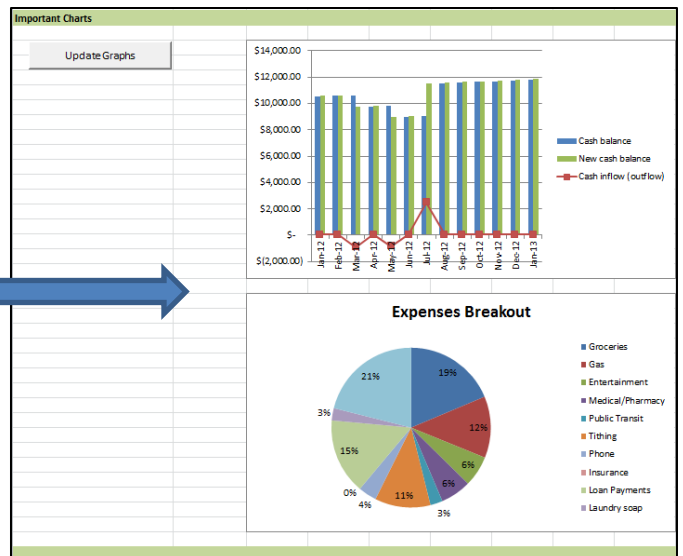 Important Charts
Update Graphs
$14,000.00
$12,000.00
$10,000.00
$8,000.00
$6,000.00
$4,000.00
$2,000.00
$-
$(2,000.00)
Jan-12
Feb-12
Mar-12
Apr-12
May-12
Jun-12
Jul-12
Aug-12
Sep-12
Oct-12
Nov-12
Dec-12
Jan-13
Cash balance
New cash balance
Cash inflow (outflow)
Expenses Breakout
19%
12%
6%
6%
3%
11%
4%
0%
15%
3%
21%
Groceries
Gas
Entertainment
Medical/Pharmacy
Public Transit
Tithing
Phone
Insurance
Loan Payments
Laundry soap